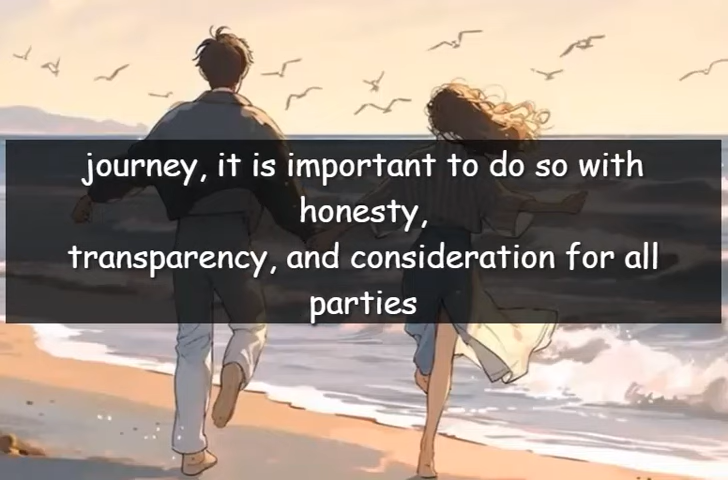 journey, it is important to do so with
honesty,
transparency, and consideration for all
parties